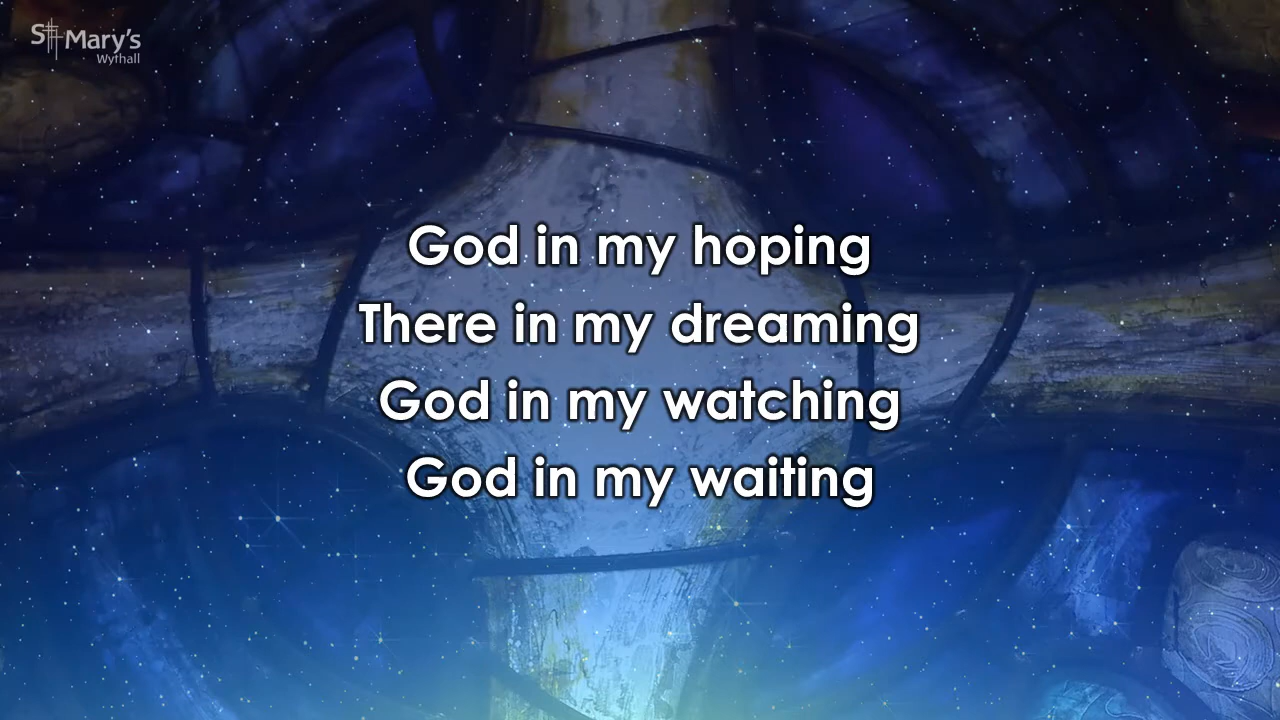 St Mary's
Wythall
God in my hoping
There in my dreaming
God in my watching
God in my waiting